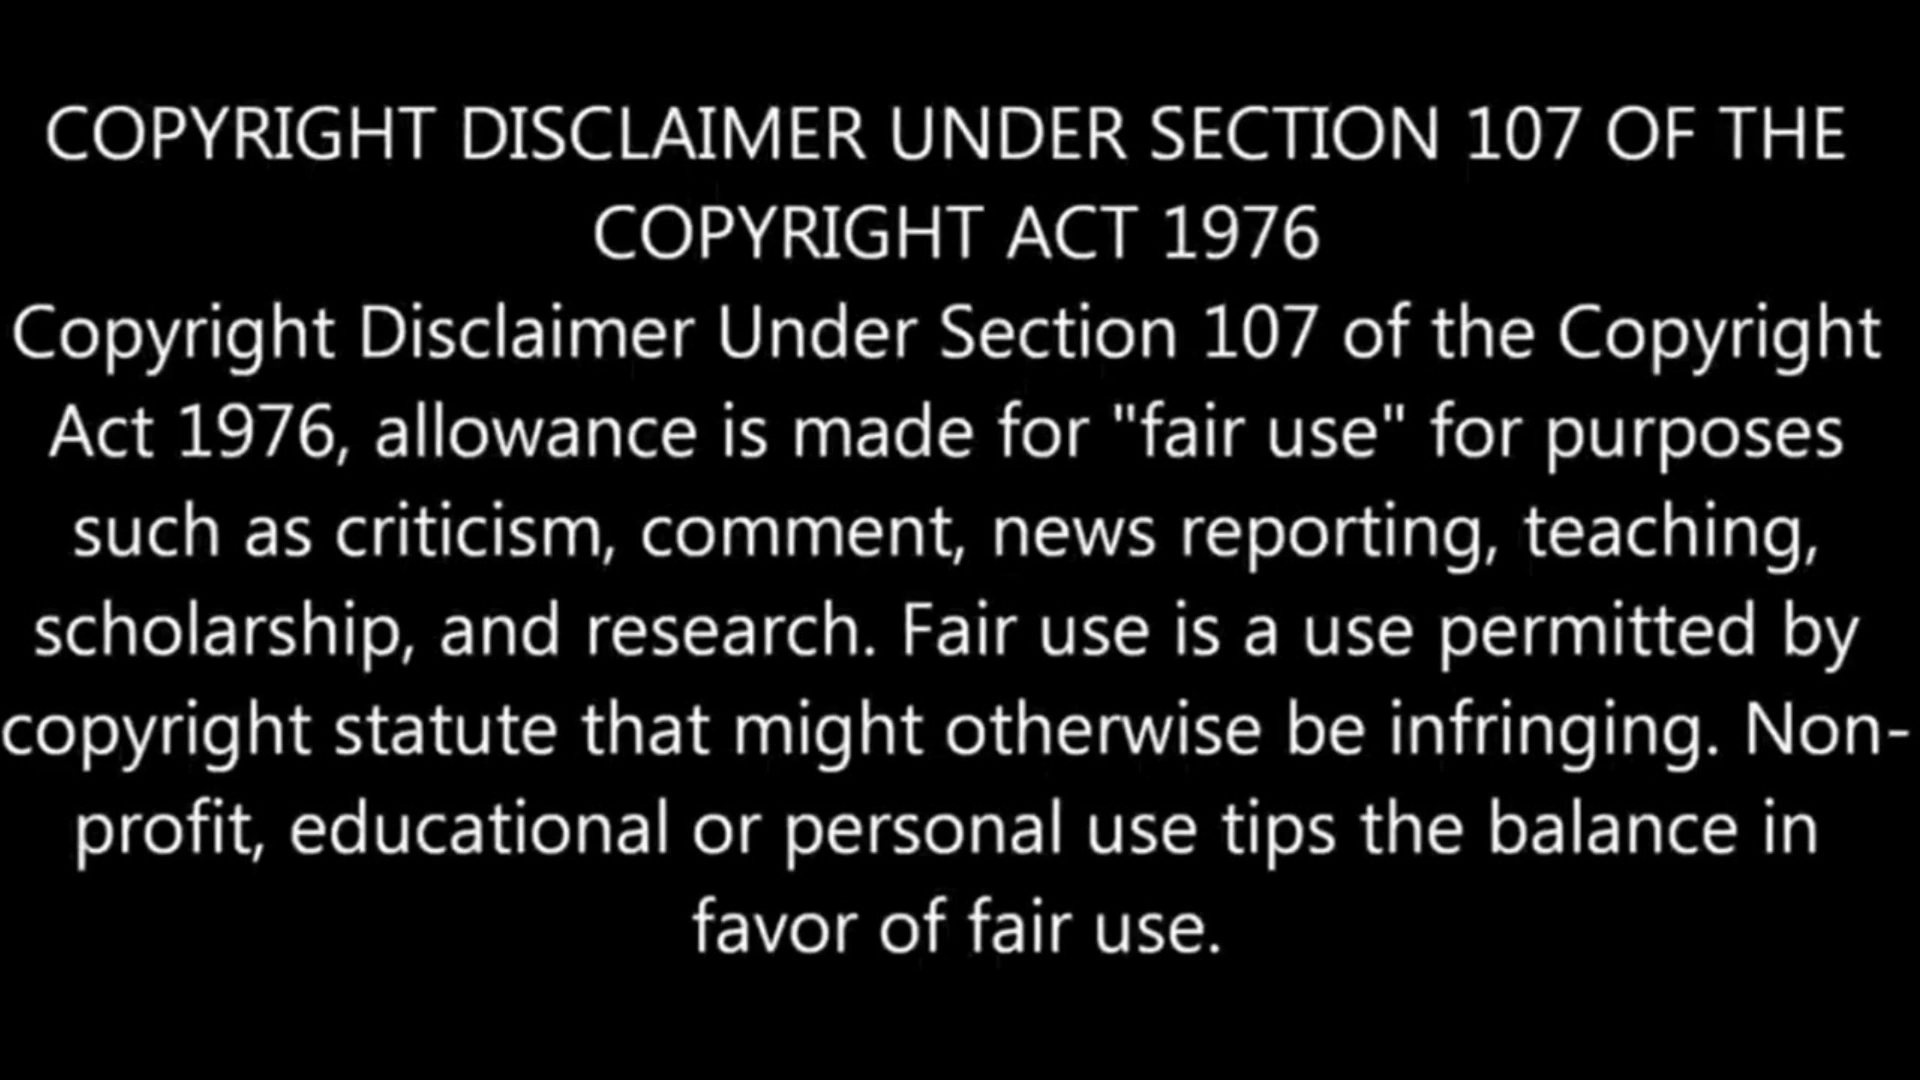 COPYRIGHT DISCLAIMER UNDER SECTION 107 OF THE
COPYRIGHT ACT 1976
Copyright Disclaimer Under Section 107 of the Copyright
Act 1976, allowance is made for "fair use" for purposes
such as criticism, comment, news reporting, teaching,
scholarship, and research. Fair use is a use permitted by
copyright statute that might otherwise be infringing. Non-
profit, educational or personal use tips the balance in
favor of fair use.